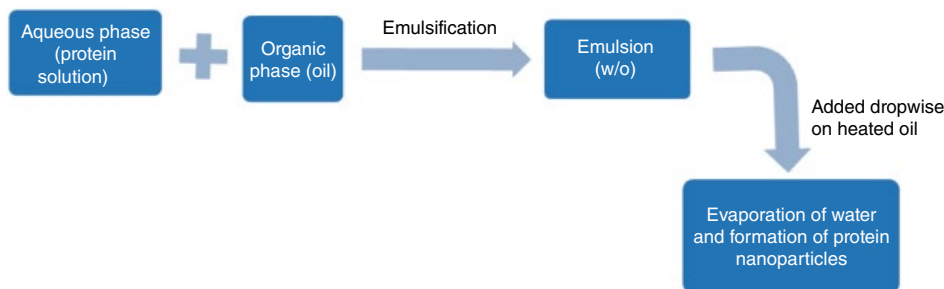 Aqueous phase
(protein
solution)
Organic
phase (oil)
Emulsification
Emulsion
(w/o)
Added dropwise
on heated oil
Evaporation of water
and formation of protein
nanoparticles